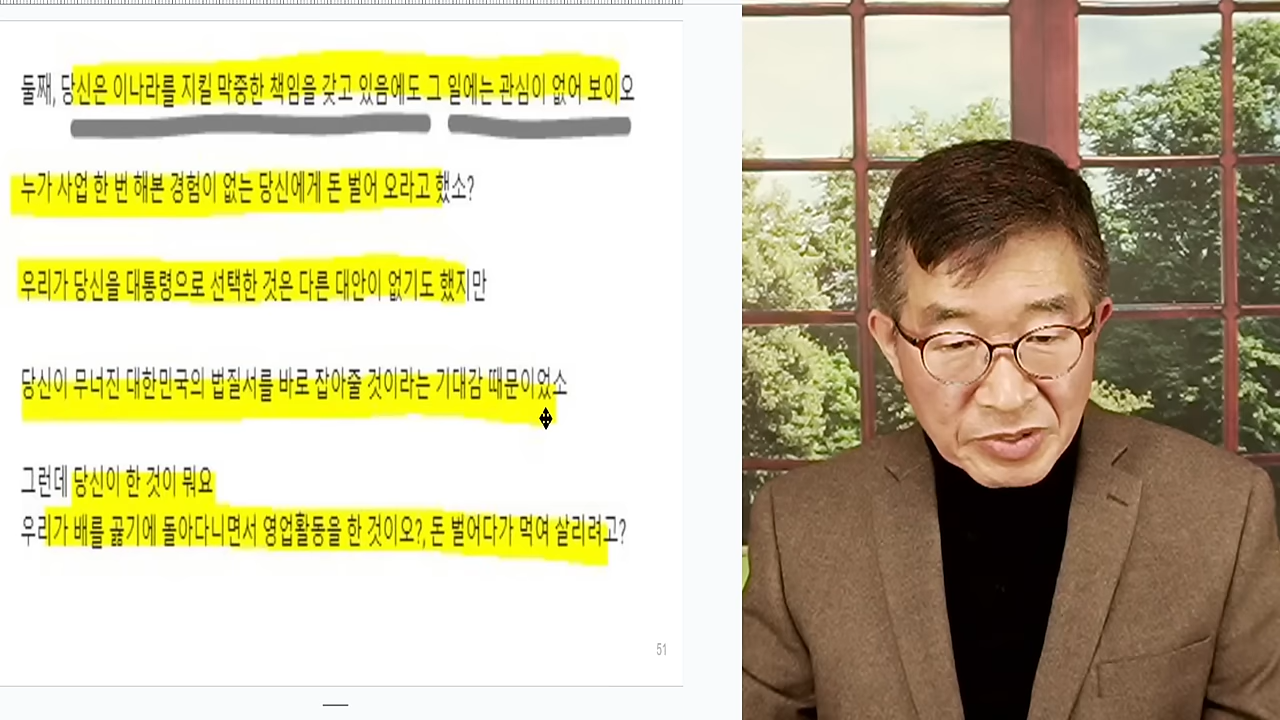 둘째, 당신은 이나라를 지킬 막중한 책임을 갖고 있음에도 그 일에는 관심이 없어 보이오
누가 사업 한 번 해본 경험이 없는 당신에게 돈 벌어 오라고 했소?
우리가 당신을 대통령으로 선택한 것은 다른 대안이 없기도 했지만
당신이 무너진 대한민국의 법질서를 바로 잡아줄 것이라는 기대감 때문이었소
그런데 당신이 한 것이 뭐요
우리가 배를 곯기에 돌아다니면서 영업활동을 한 것이오?, 돈 벌어다가 먹여 살리려고?
51